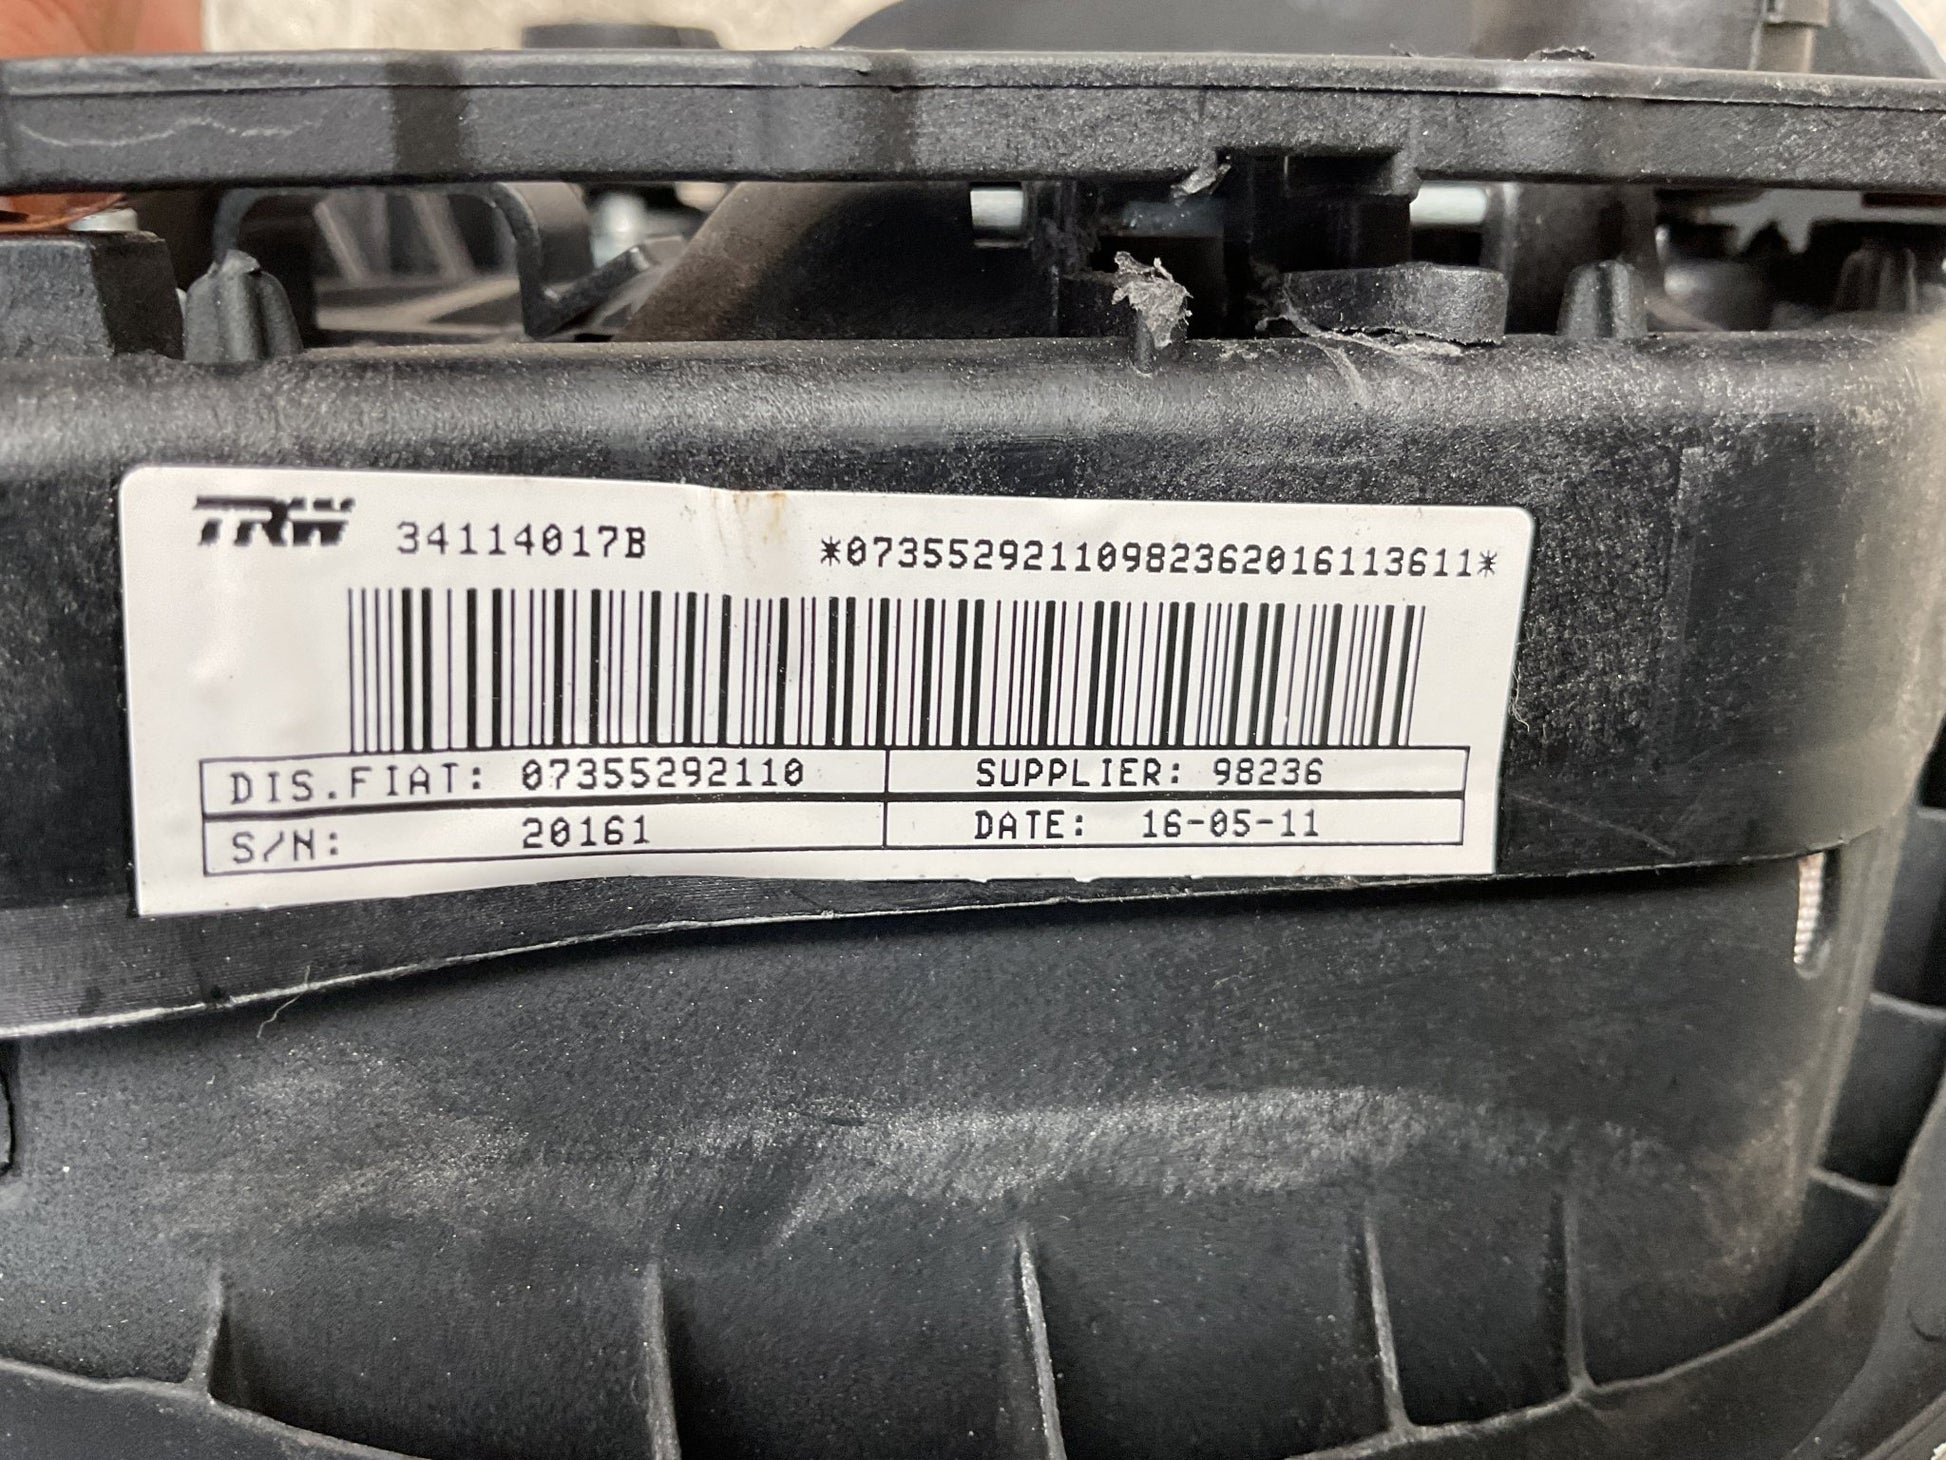 TRW 34114017B *07355292110982362016113611*
DIS.FIAT: 07355292110 SUPPLIER: 98236
S/N: 20161 DATE: 16-05-11